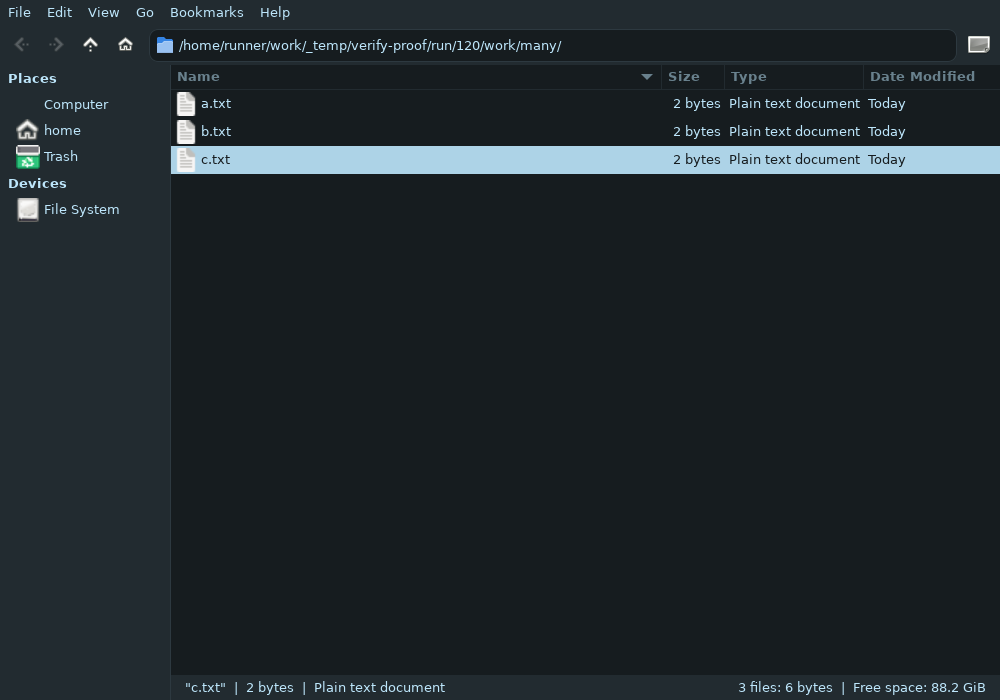 File Edit View Go Bookmarks Help
/home/runner/work/_temp/verify-proof/run/120/work/many/
Places
Computer
home
Trash
Devices
File System
Name Size Type Date Modified
a.txt 2 bytes Plain text document Today
b.txt 2 bytes Plain text document Today
c.txt 2 bytes Plain text document Today
"c.txt" | 2 bytes | Plain text document 3 files: 6 bytes | Free space: 88.2 GiB